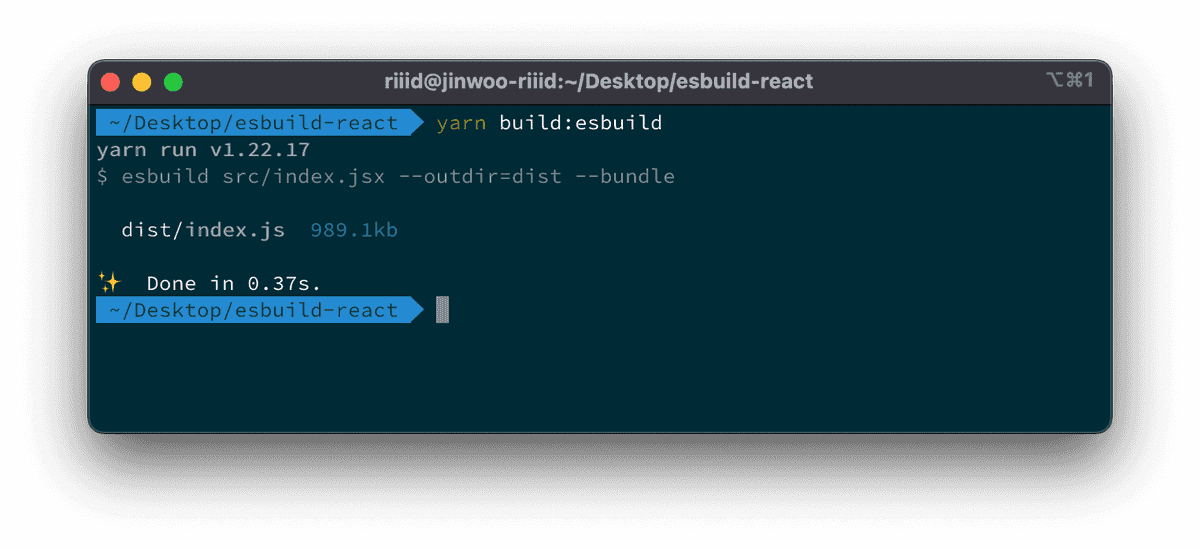 riiid@jinwoo-riiid:~/Desktop/esbuild-react ⌥⌘1
~/Desktop/esbuild-react yarn build:esbuild
yarn run v1.22.17
$ esbuild src/index.jsx --outdir=dist --bundle
dist/index.js 989.1kb
✨ Done in 0.37s.
~/Desktop/esbuild-react